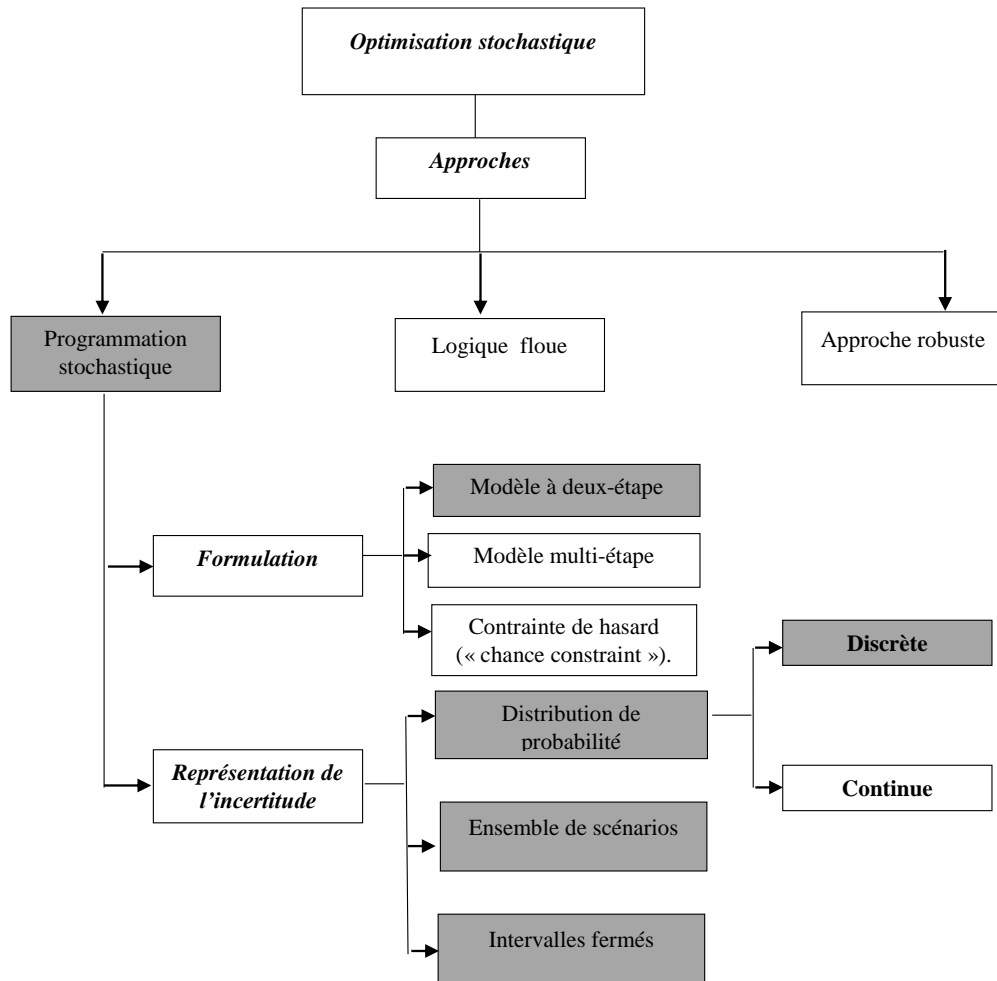 Optimisation stochastique
Approches
Programmation
stochastique
Logique floue
Approche robuste
Modèle à deux-étape
Formulation
Modèle multi-étape
Contrainte de hasard
(« chance constraint »).
Discrète
Distribution de
probabilité
Représentation de
l’incertitude
Continue
Ensemble de scénarios
Intervalles fermés